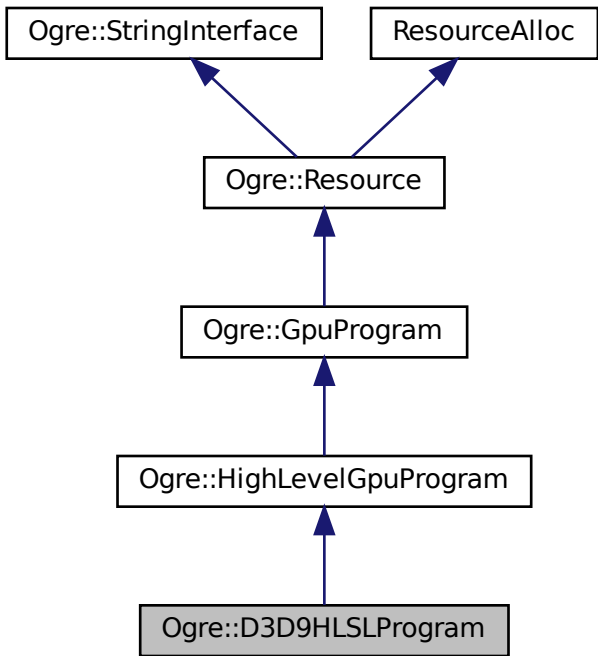 Ogre::StringInterface
ResourceAlloc
Ogre::Resource
Ogre::GpuProgram
Ogre::HighLevelGpuProgram
Ogre::D3D9HLSLProgram